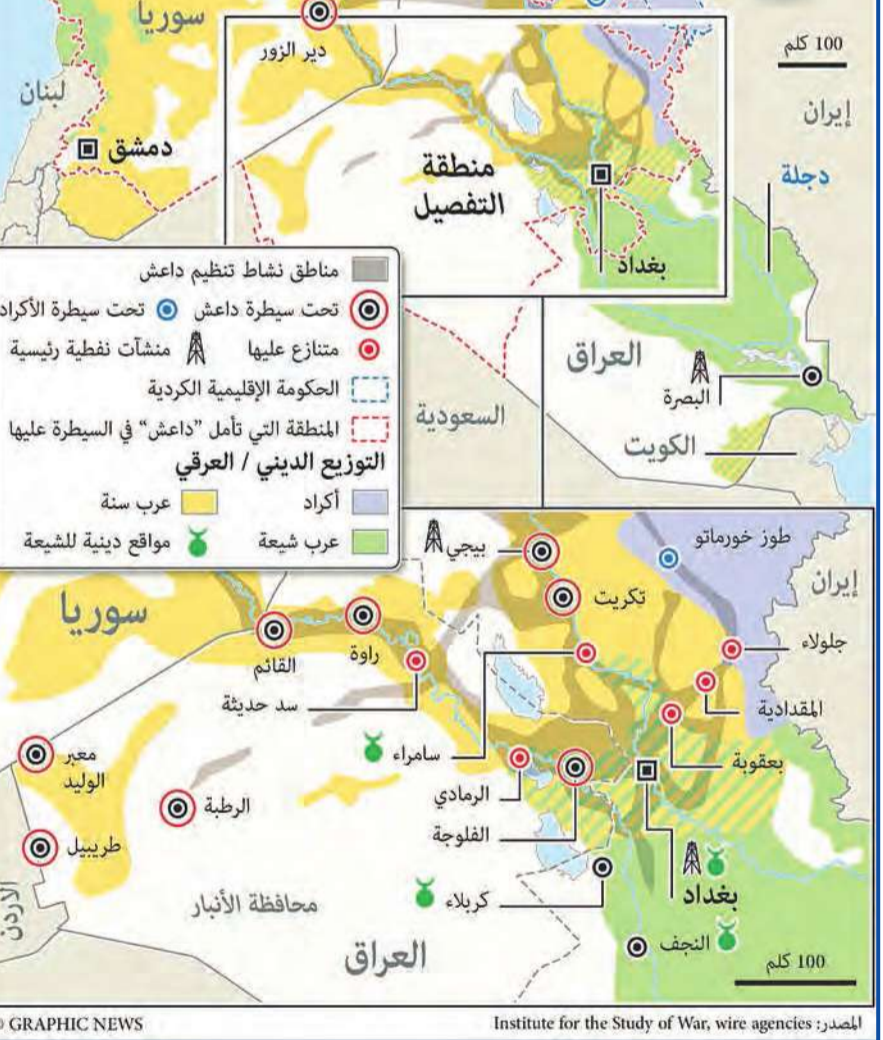 سوريا
دير الزور
100 كلم
لبنان
إيران
دمشق
منطقة
التفصيل
دجلة
بغداد
مناطق نشاط تنظيم داعش
تحت سيطرة داعش
تحت سيطرة الأكراد
متنازع عليها
منشآت نفطية رئيسية
الحكومة الإقليمية الكردية
المنطقة التي تأمل "داعش" في السيطرة عليها
التوزيع الديني / العرقي
أكراد
عرب سنة
عرب شيعة
مواقع دينية للشيعة
العراق
البصرة
السعودية
الكويت
بيجي
طوز خورماتو
إيران
تكريت
سوريا
جلولاء
القائم
راوة
سد حديثة
المقدادية
سامراء
بعقوبة
معبر
الوليد
الرمادي
الرطبة
الفلوجة
طريبيل
بغداد
كربلاء
محافظة الأنبار
الاردن
النجف
العراق
100 كلم
© GRAPHIC NEWS
المصدر: Institute for the Study of War, wire agencies